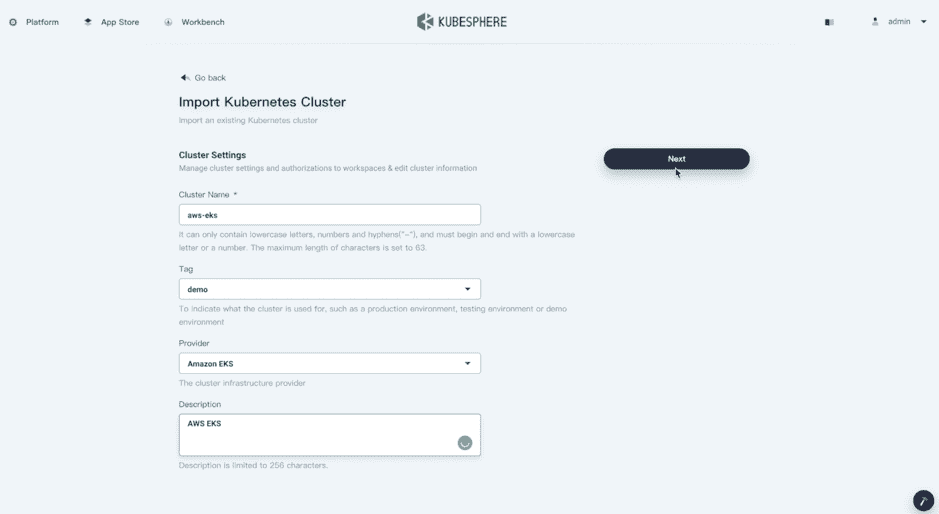 Platform
App Store
Workbench
KUBESPHERE
admin
Go back
Import Kubernetes Cluster
Import an existing Kubernetes cluster
Cluster Settings
Manage cluster settings and authorizations to workspaces & edit cluster information
Next
Cluster Name *
aws-eks
It can only contain lowercase letters, numbers and hyphens("-"), and must begin and end with a lowercase
letter or a number. The maximum length of characters is set to 63.
Tag
demo
To indicate what the cluster is used for, such as a production environment, testing environment or demo
environment
Provider
Amazon EKS
The cluster infrastructure provider
Description
AWS EKS
Description is limited to 256 characters.